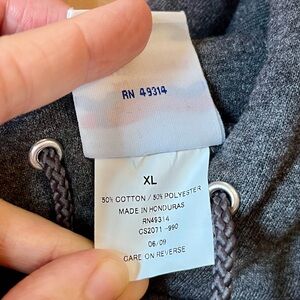 RN 49314
XL
50% COTTON / 50% POLYESTER
MADE IN HONDURAS
RN49314
CS2071 -990
06/09
CARE ON REVERSE